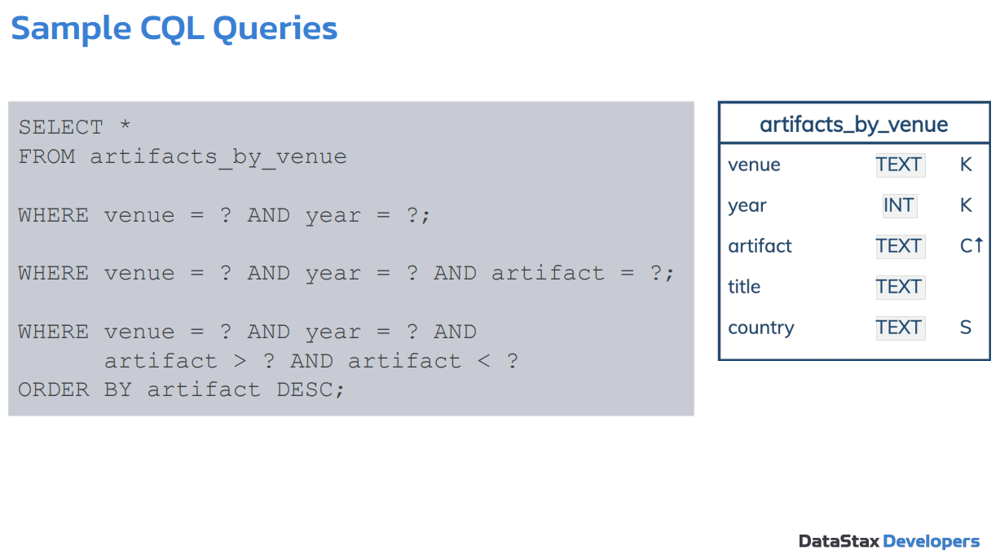 Sample CQL Queries
SELECT *
FROM artifacts_by_venue
WHERE venue = ? AND year = ?;
WHERE venue = ? AND year = ? AND artifact = ?;
WHERE venue = ? AND year = ? AND
artifact > ? AND artifact < ?
ORDER BY artifact DESC;
artifacts_by_venue
venue TEXT K
year INT K
artifact TEXT C↑
title TEXT
country TEXT S
DataStax Developers